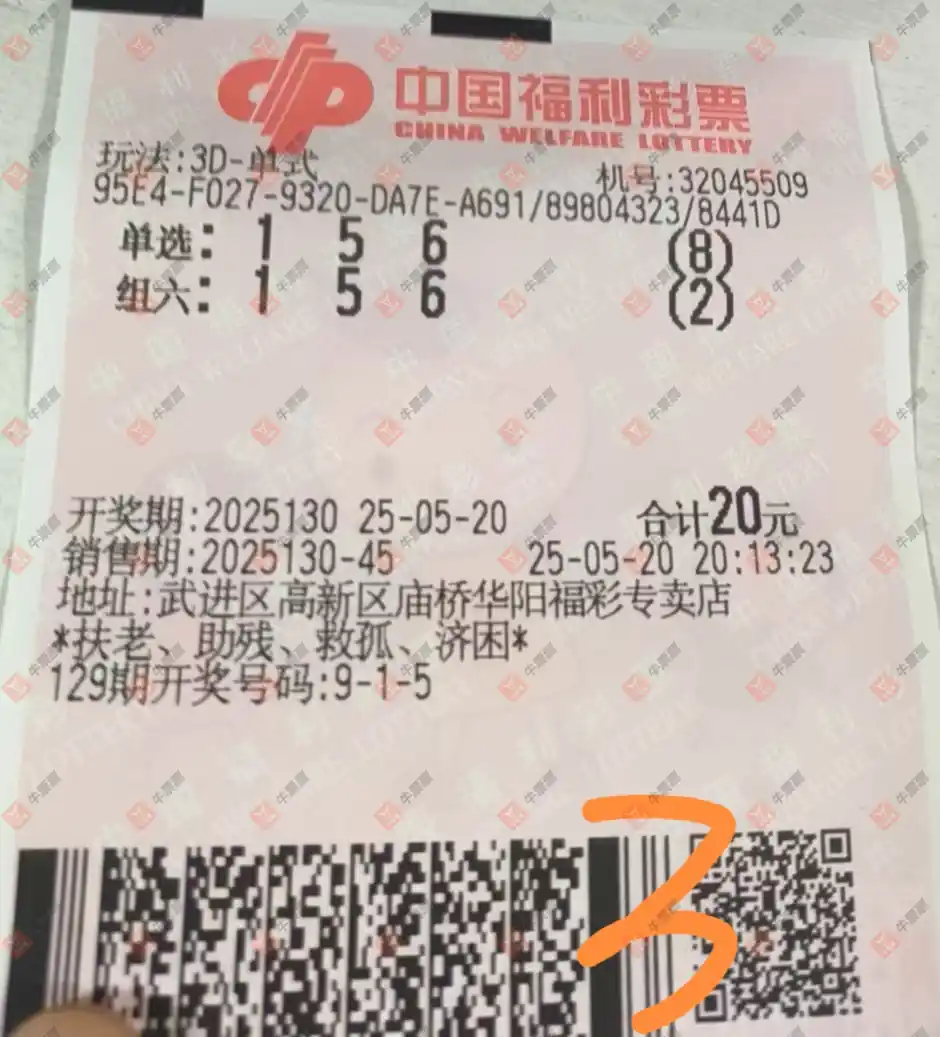 中国福利彩票
CHINA WELFARE LOTTERY
玩法:3D-单式
机号:32045509
95E4-F027-9320-DA7E-A691/89804323/8441D
单选: 1 5 6 (8)
组六: 1 5 6 (2)
开奖期:2025130 25-05-20 合计20元
销售期:2025130-45 25-05-20 20:13:23
地址:武进区高新区庙桥华阳福彩专卖店
*扶老、助残、救孤、济困*
129期开奖号码:9-1-5
3
牛票票